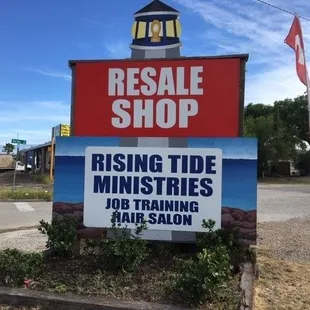 RESALE
SHOP
RISING TIDE
MINISTRIES
JOB TRAINING
HAIR SALON